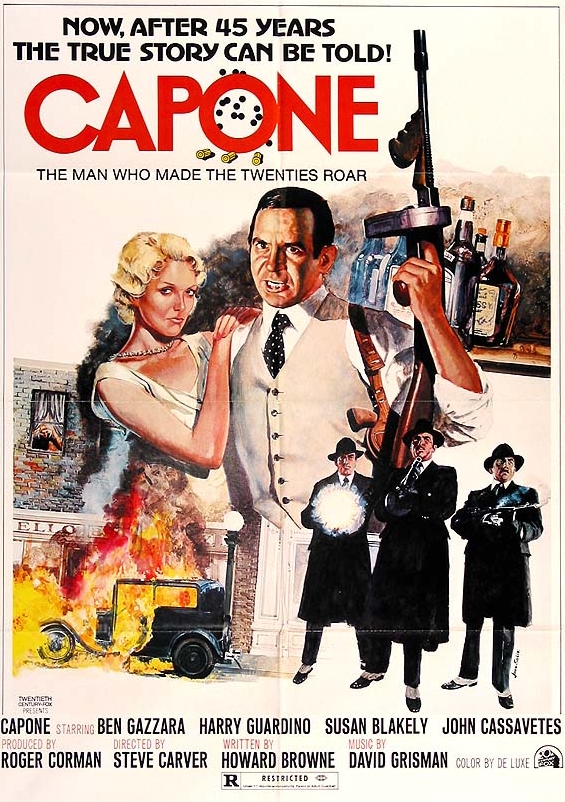 NOW, AFTER 45 YEARS
THE TRUE STORY CAN BE TOLD!
CAPONE
THE MAN WHO MADE THE TWENTIES ROAR
ELLO
TWENTIETH
CENTURY-FOX
PRESENTS
CAPONE STARRING BEN GAZZARA HARRY GUARDINO SUSAN BLAKELY JOHN CASSAVETES
PRODUCED BY DIRECTED BY WRITTEN BY MUSIC BY
ROGER CORMAN STEVE CARVER HOWARD BROWNE DAVID GRISMAN COLOR BY DE LUXE
R RESTRICTED